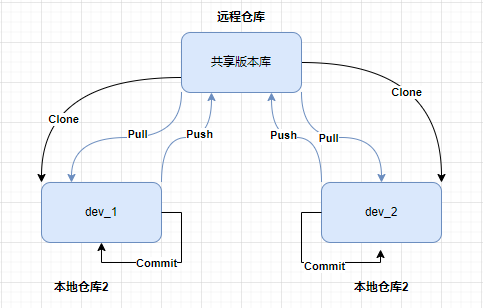 远程仓库
共享版本库
Clone
Clone
Pull
Push
Push
Pull
dev_1
dev_2
Commit
Commit
本地仓库2
本地仓库2